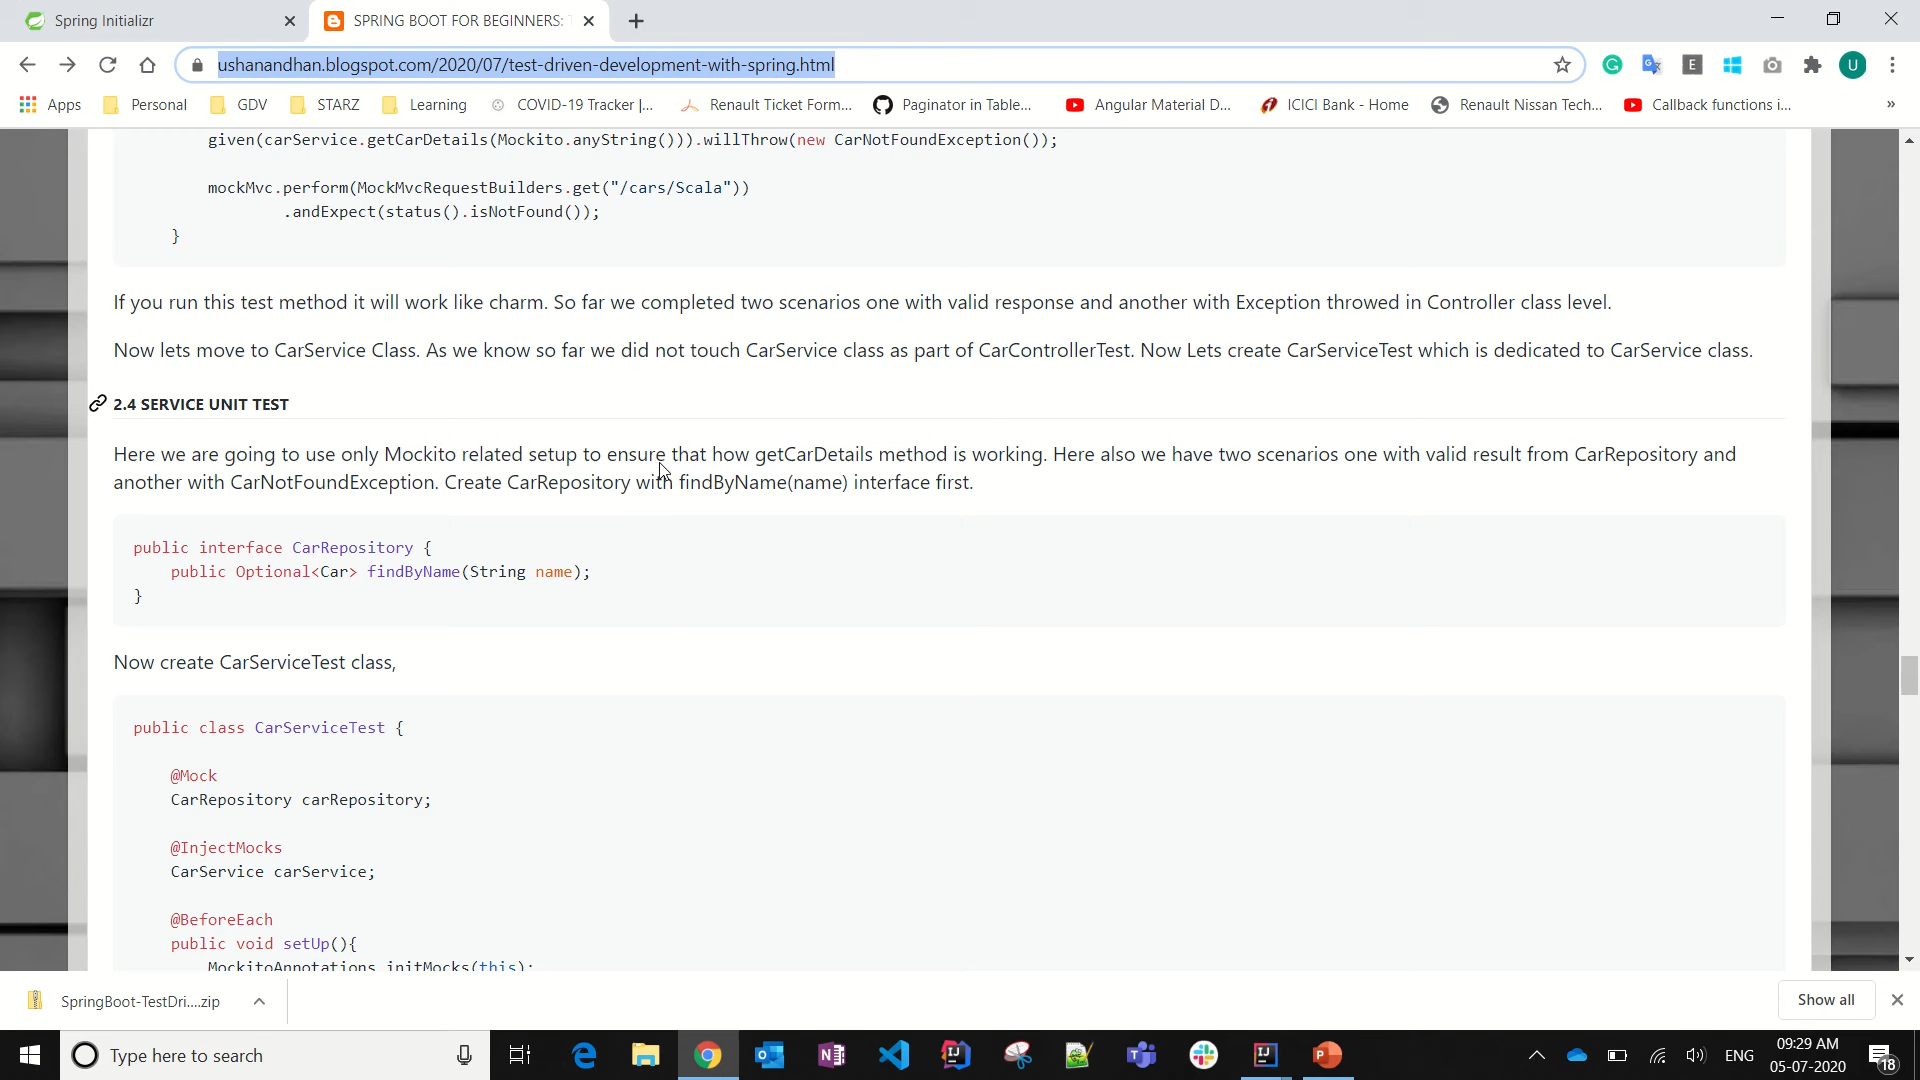 Spring Initializr
SPRING BOOT FOR BEGINNERS: T
ushanandhan.blogspot.com/2020/07/test-driven-development-with-spring.html
G
E
U
Apps Personal GDV STARZ Learning COVID-19 Tracker |... Renault Ticket Form... Paginator in Table... Angular Material D... ICICI Bank - Home Renault Nissan Tech... Callback functions i... »
given(carService.getCarDetails(Mockito.anyString())).willThrow(new CarNotFoundException());
mockMvc.perform(MockMvcRequestBuilders.get("/cars/Scala"))
.andExpect(status().isNotFound());
}
If you run this test method it will work like charm. So far we completed two scenarios one with valid response and another with Exception throwed in Controller class level.
Now lets move to CarService Class. As we know so far we did not touch CarService class as part of CarControllerTest. Now Lets create CarServiceTest which is dedicated to CarService class.
2.4 SERVICE UNIT TEST
Here we are going to use only Mockito related setup to ensure that how getCarDetails method is working. Here also we have two scenarios one with valid result from CarRepository and
another with CarNotFoundException. Create CarRepository with findByName(name) interface first.
public interface CarRepository {
public Optional<Car> findByName(String name);
}
Now create CarServiceTest class,
public class CarServiceTest {
@Mock
CarRepository carRepository;
@InjectMocks
CarService carService;
@BeforeEach
public void setUp(){
MockitoAnnotations.initMocks(this);
SpringBoot-TestDri....zip
Show all
Type here to search
ENG
09:29 AM
05-07-2020
18